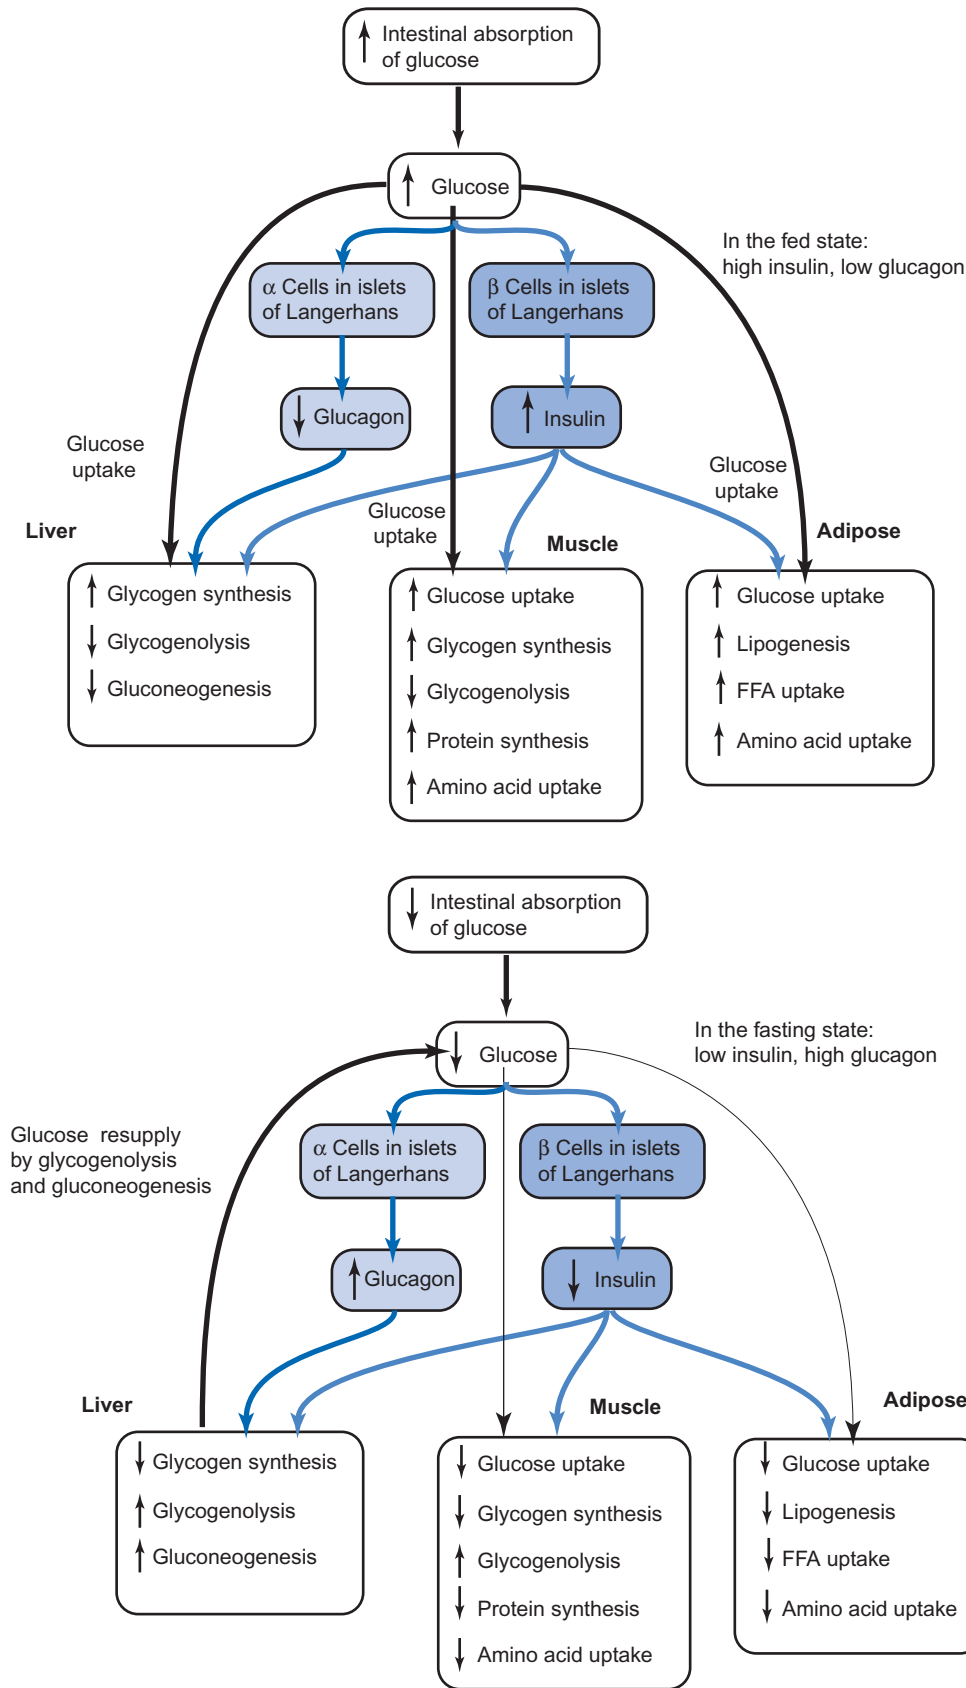 Intestinal absorption
of glucose
Glucose
In the fed state:
high insulin, low glucagon
α Cells in islets
of Langerhans
β Cells in islets
of Langerhans
Glucagon
Insulin
Glucose
uptake
Glucose
uptake
Glucose
uptake
Liver
Muscle
Adipose
Glycogen synthesis
Glycogenolysis
Gluconeogenesis
Glucose uptake
Glycogen synthesis
Glycogenolysis
Protein synthesis
Amino acid uptake
Glucose uptake
Lipogenesis
FFA uptake
Amino acid uptake
Intestinal absorption
of glucose
Glucose
In the fasting state:
low insulin, high glucagon
Glucose resupply
by glycogenolysis
and gluconeogenesis
α Cells in islets
of Langerhans
β Cells in islets
of Langerhans
Glucagon
Insulin
Liver
Muscle
Adipose
Glycogen synthesis
Glycogenolysis
Gluconeogenesis
Glucose uptake
Glycogen synthesis
Glycogenolysis
Protein synthesis
Amino acid uptake
Glucose uptake
Lipogenesis
FFA uptake
Amino acid uptake